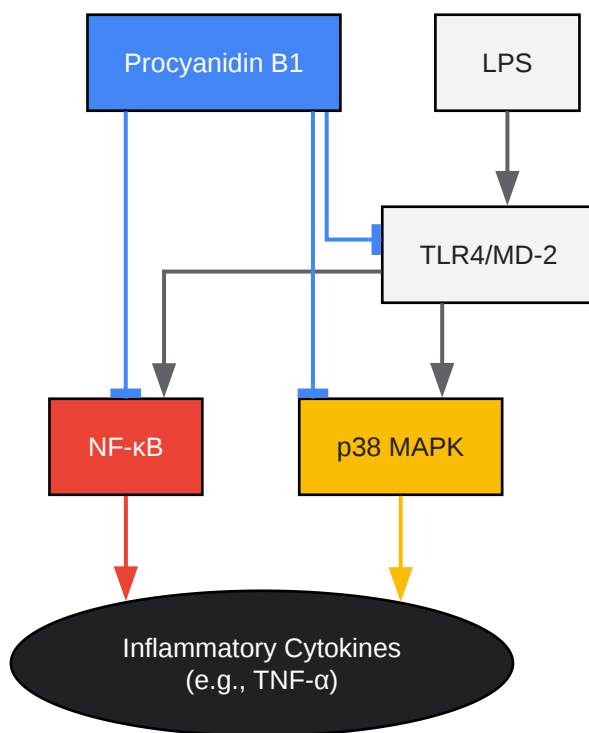 Procyanidin B1
LPS
TLR4/MD-2
NF-κB
p38 MAPK
Inflammatory Cytokines
(e.g., TNF-α)